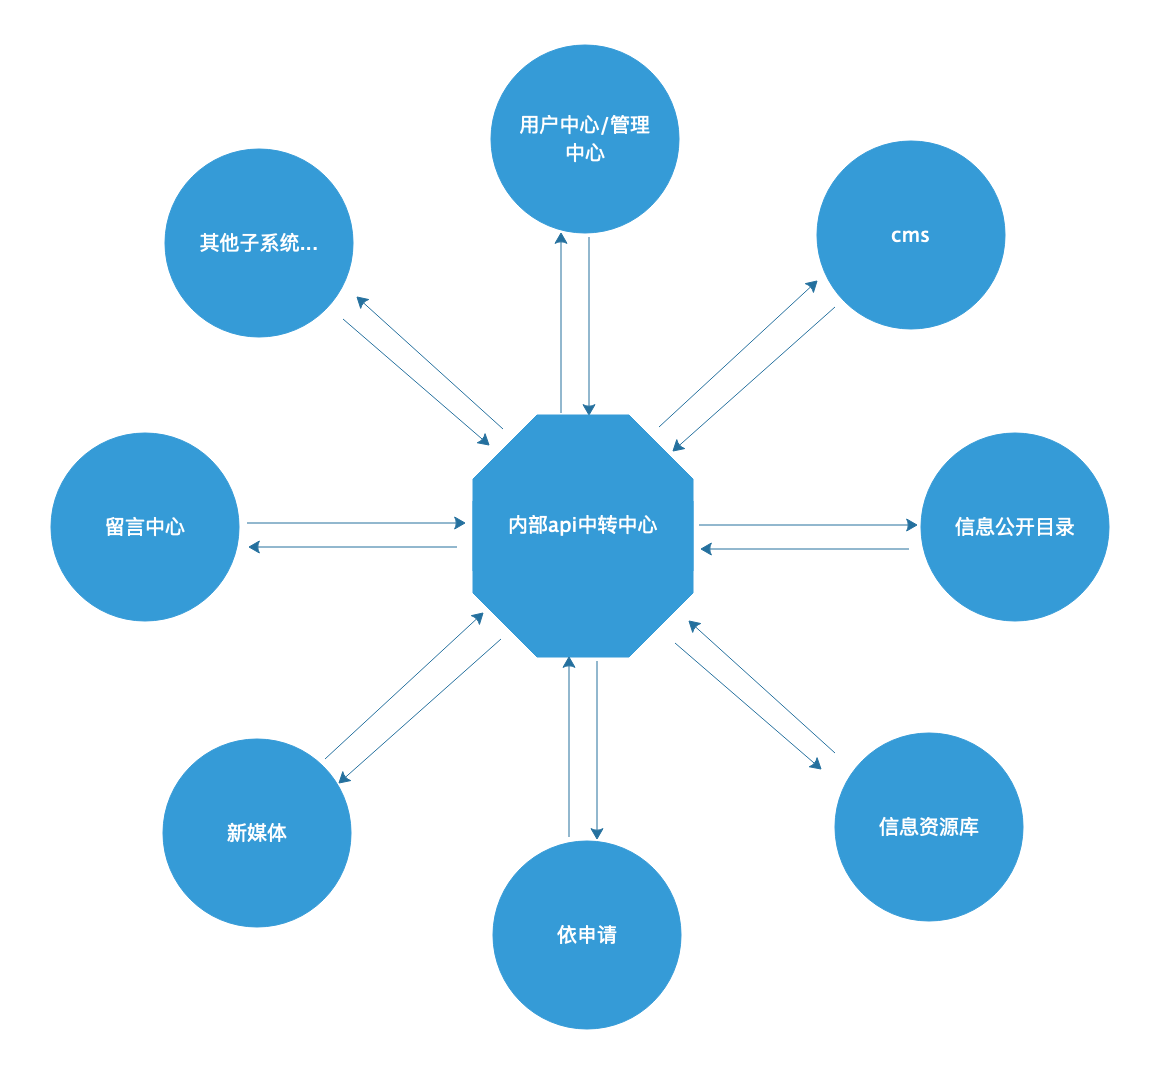 用户中心/管理
中心
其他子系统...
cms
留言中心
内部api中转中心
信息公开目录
新媒体
信息资源库
依申请